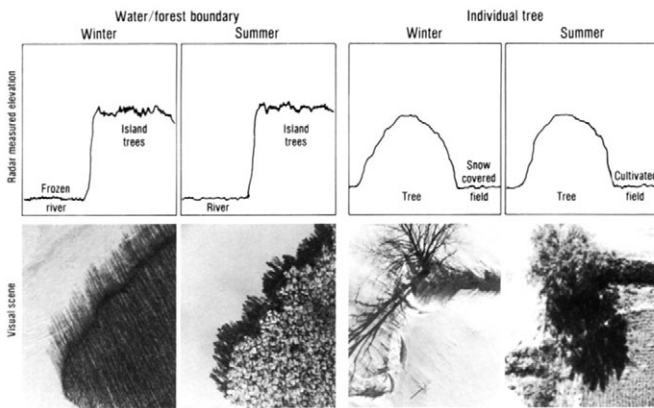 Water/forest boundary
Individual tree
Winter
Summer
Winter
Summer
Radar measured elevation
Island
trees
Frozen
river
Island
trees
River
Snow
covered
field
Tree
Cultivated
field
Tree
Visual scene